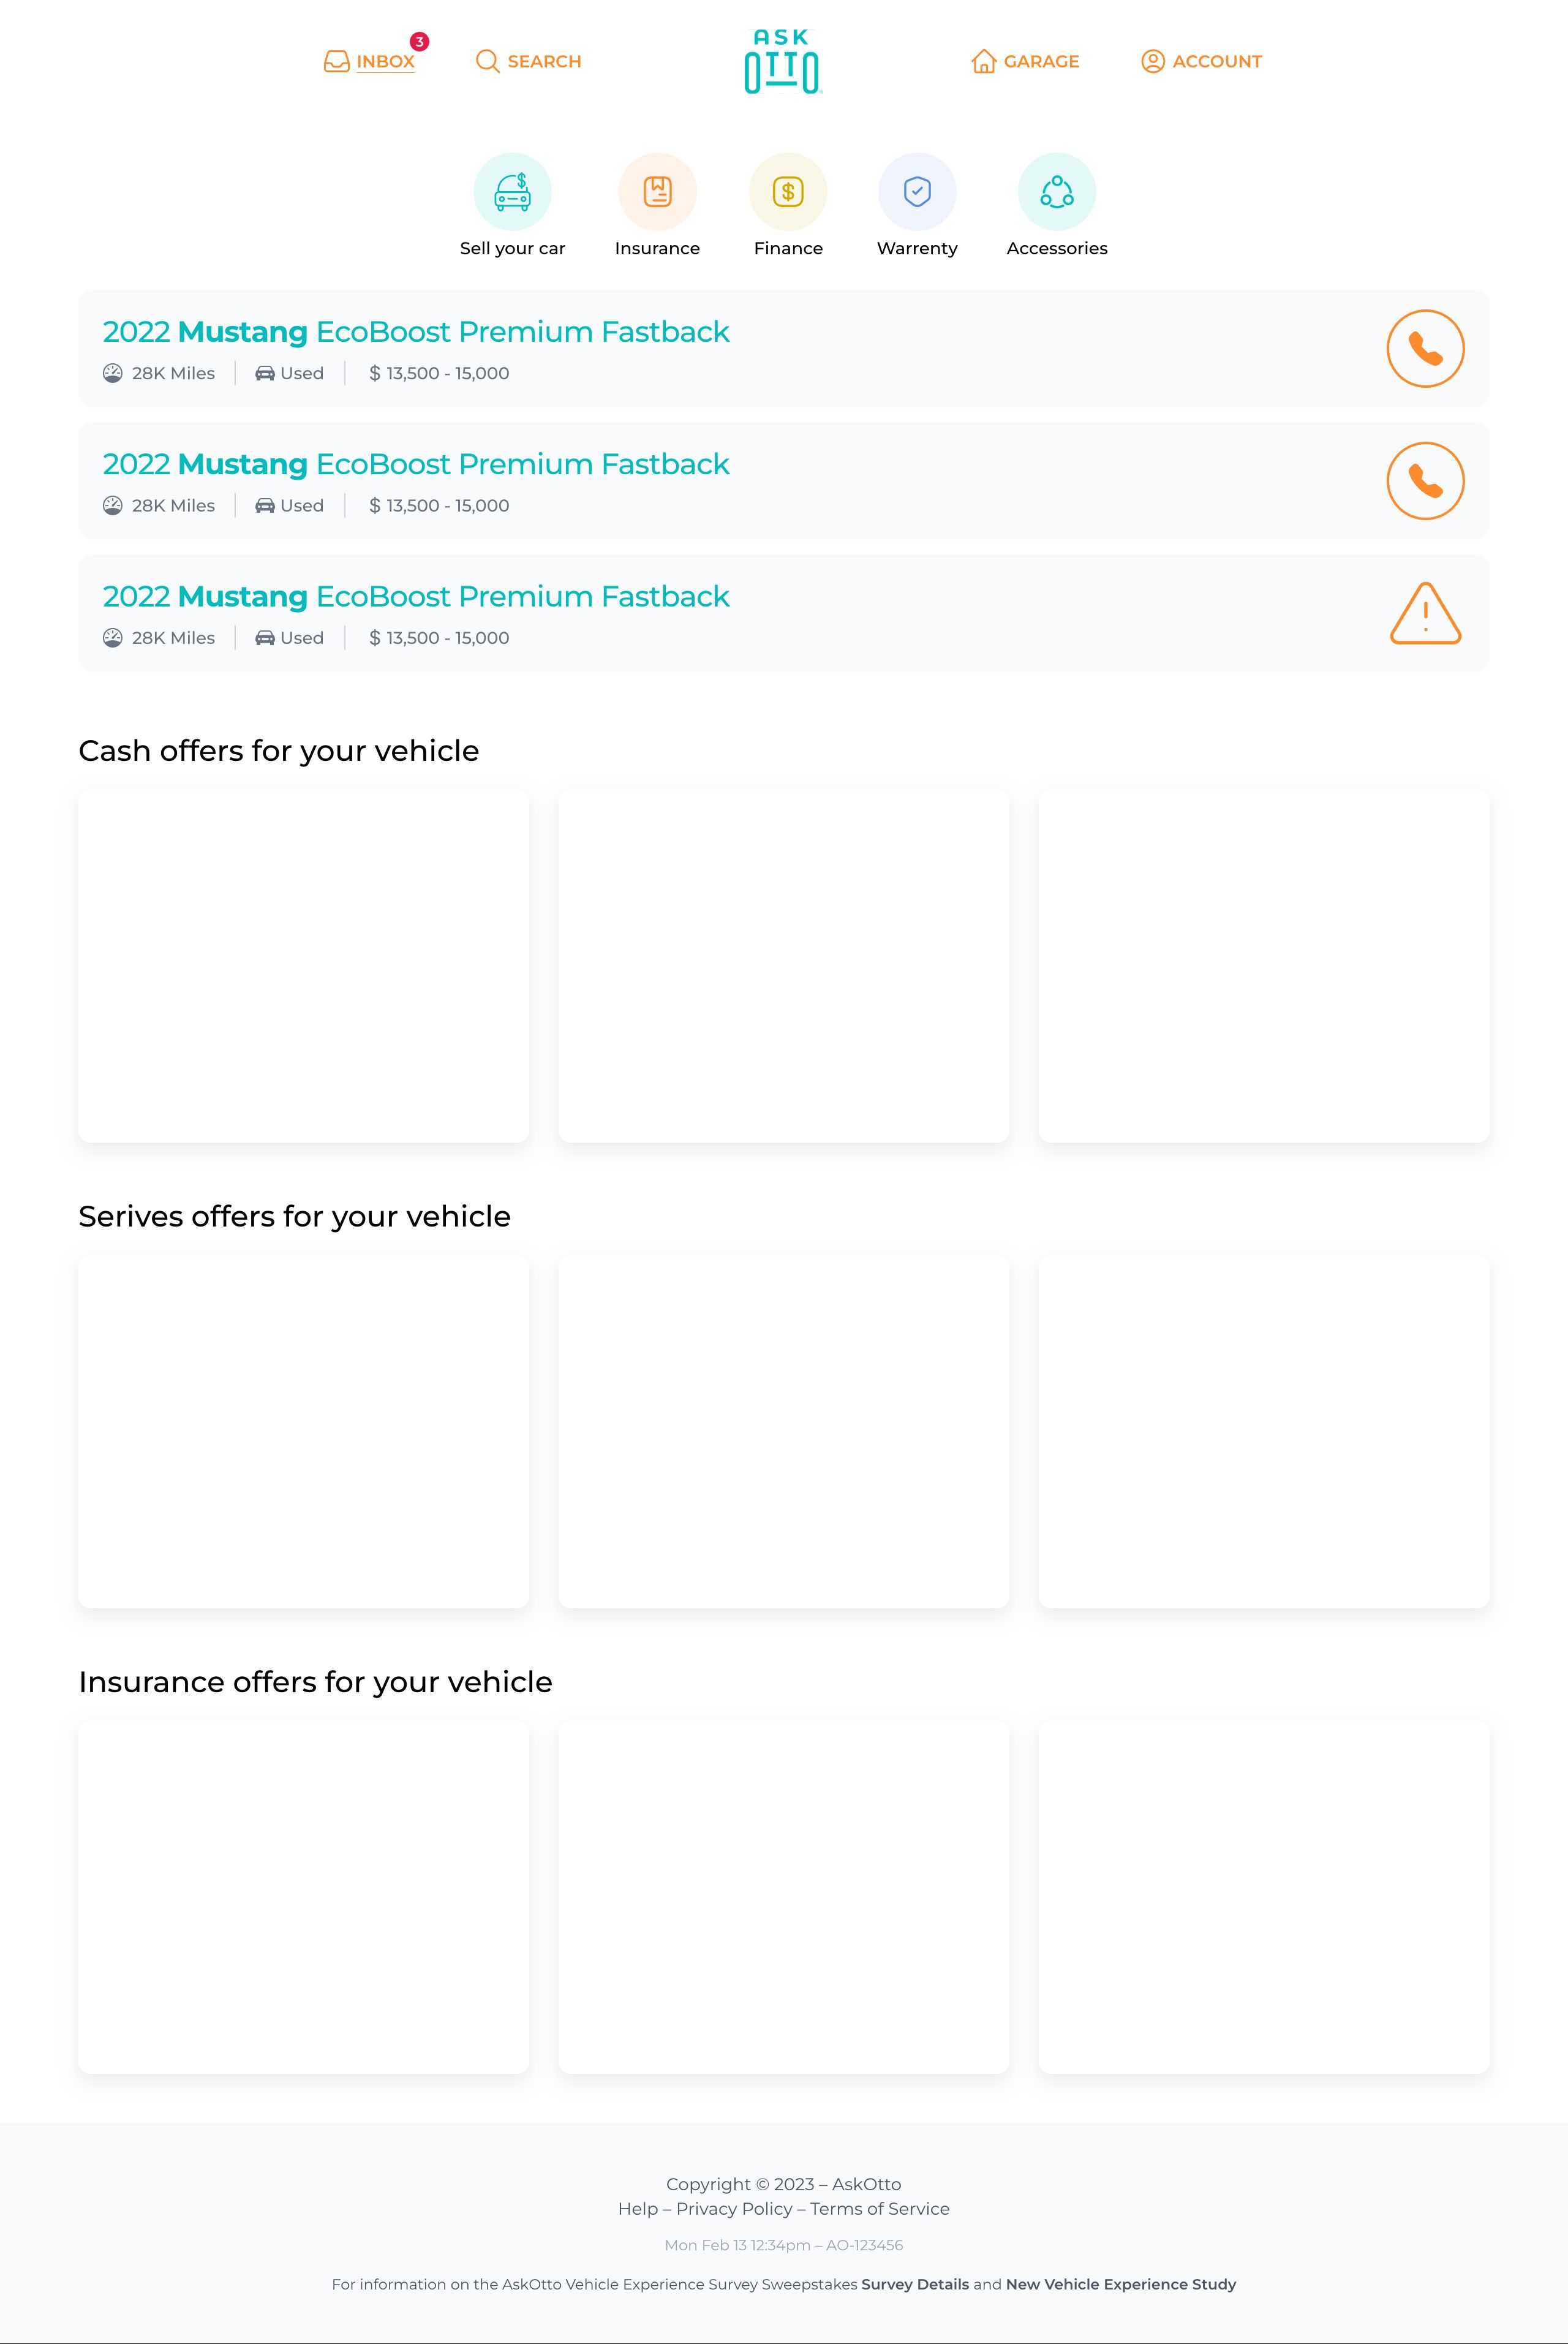 INBOX 3 SEARCH ASK OTTO GARAGE ACCOUNT
Sell your car Insurance Finance Warrenty Accessories
2022 Mustang EcoBoost Premium Fastback
28K Miles Used $ 13,500 - 15,000
2022 Mustang EcoBoost Premium Fastback
28K Miles Used $ 13,500 - 15,000
2022 Mustang EcoBoost Premium Fastback
28K Miles Used $ 13,500 - 15,000
Cash offers for your vehicle
Serives offers for your vehicle
Insurance offers for your vehicle
Copyright © 2023 – AskOtto
Help – Privacy Policy – Terms of Service
Mon Feb 13 12:34pm – AO-123456
For information on the AskOtto Vehicle Experience Survey Sweepstakes Survey Details and New Vehicle Experience Study